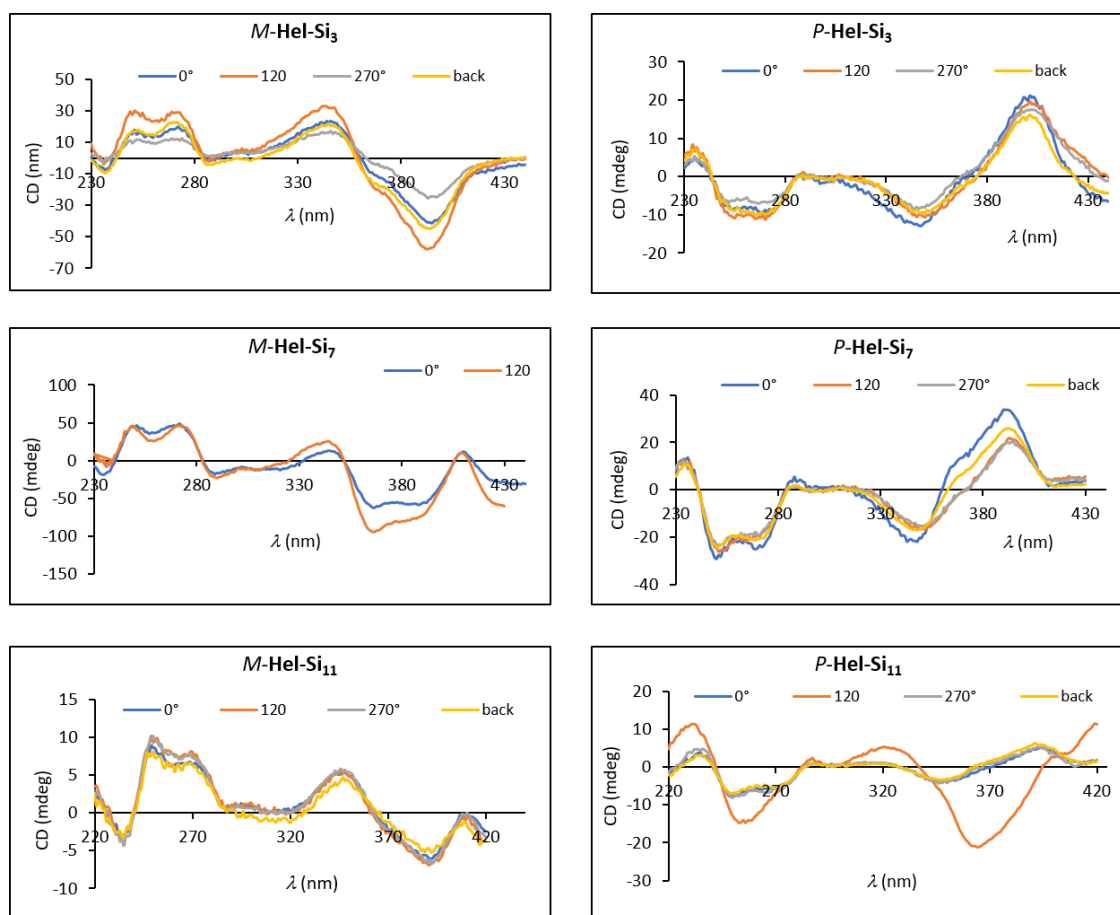 M-Hel-Si3
0° 120 270° back
50
30
10
-10
-30
-50
-70
230 280 330 380 430
CD (nm)
λ (nm)
P-Hel-Si3
0° 120 270° back
30
20
10
0
-10
-20
230 280 330 380 430
CD (mdeg)
λ (nm)
M-Hel-Si7
0° 120
100
50
0
-50
-100
-150
230 280 330 380 430
CD (mdeg)
λ (nm)
P-Hel-Si7
0° 120 270° back
40
20
0
-20
-40
230 280 330 380 430
CD (mdeg)
λ (nm)
M-Hel-Si11
0° 120 270° back
15
10
5
0
-5
-10
220 270 320 370 420
CD (mdeg)
λ (nm)
P-Hel-Si11
0° 120 270° back
20
10
0
-10
-20
-30
220 270 320 370 420
CD (mdeg)
λ (nm)